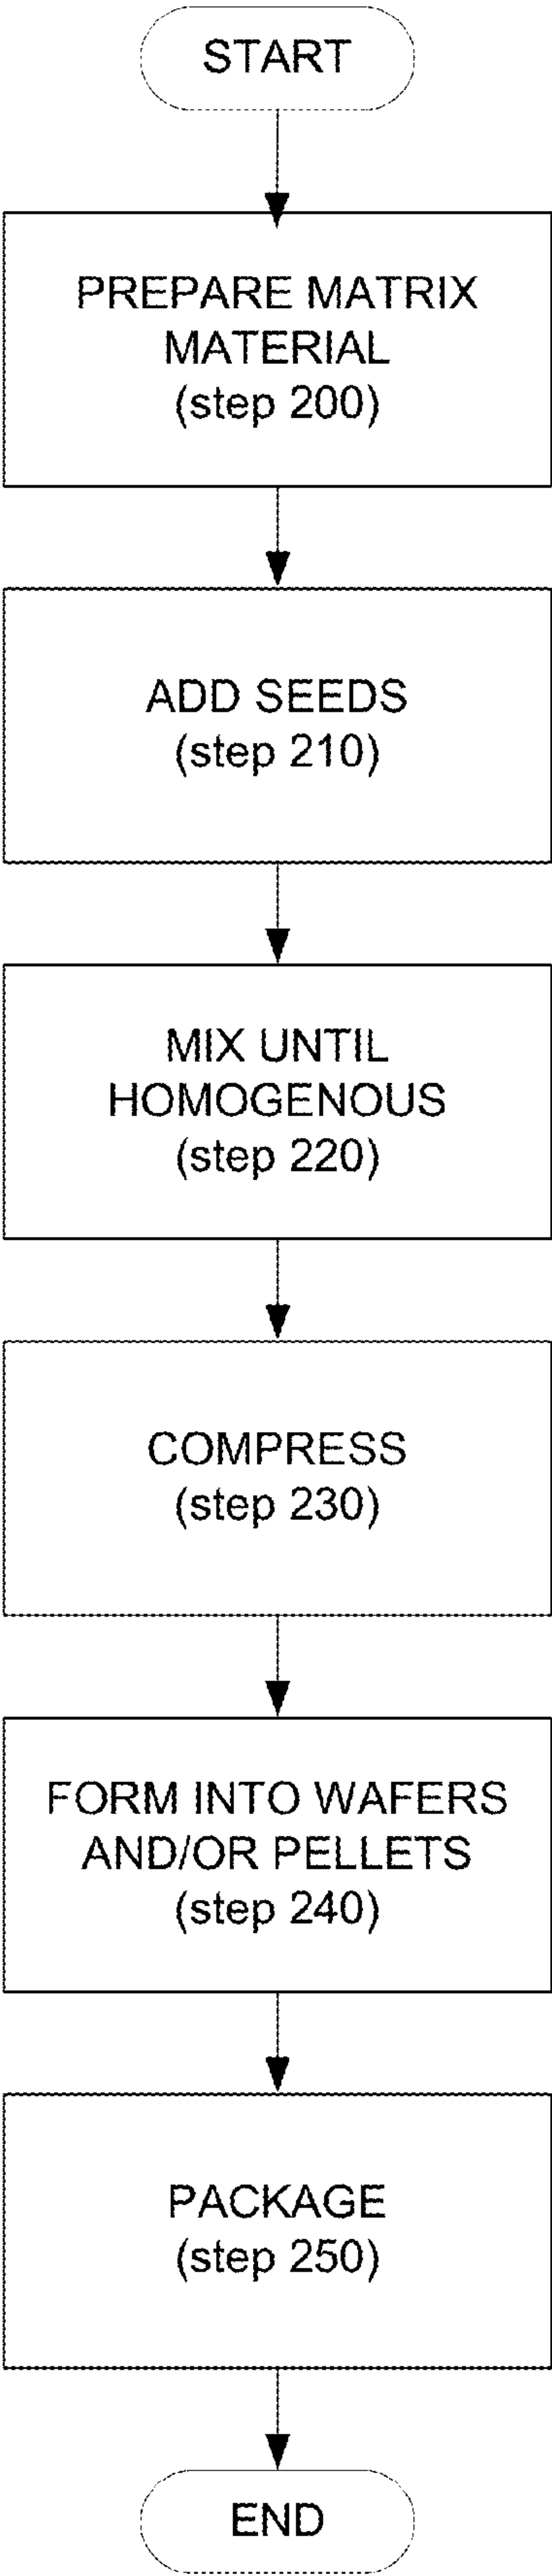 START
PREPARE MATRIX
MATERIAL
(step 200)
ADD SEEDS
(step 210)
MIX UNTIL
HOMOGENOUS
(step 220)
COMPRESS
(step 230)
FORM INTO WAFERS
AND/OR PELLETS
(step 240)
PACKAGE
(step 250)
END